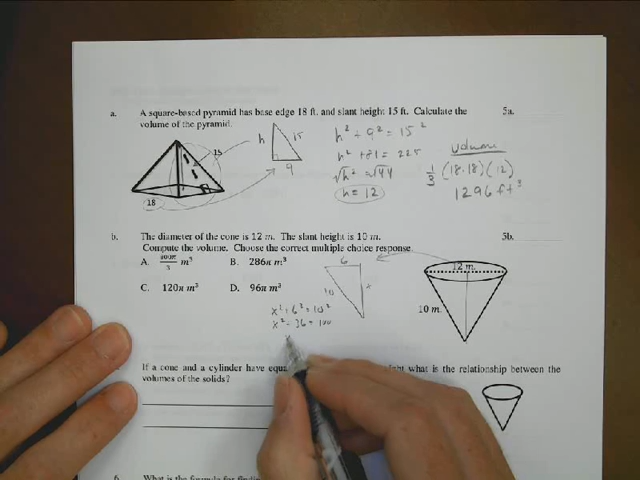 a. A square-based pyramid has base edge 18 ft. and slant height 15 ft. Calculate the 5a.
volume of the pyramid.
15
18
h 15
9
h² + 9² = 15²
h² + 81 = 225
√h² = √144
h = 12
volume
1/3 (18·18)(12)
1296 ft³
b. The diameter of the cone is 12 m. The slant height is 10 m. 5b.
Compute the volume. Choose the correct multiple choice response.
A. m³ B. 286π m³
C. 120π m³ D. 96π m³
6
10 x
x² + 6² = 10²
x² + 36 = 100
12 m.
10 m.
If a cone and a cylinder have what is the relationship between the
volumes of the solids?
What is the formula for